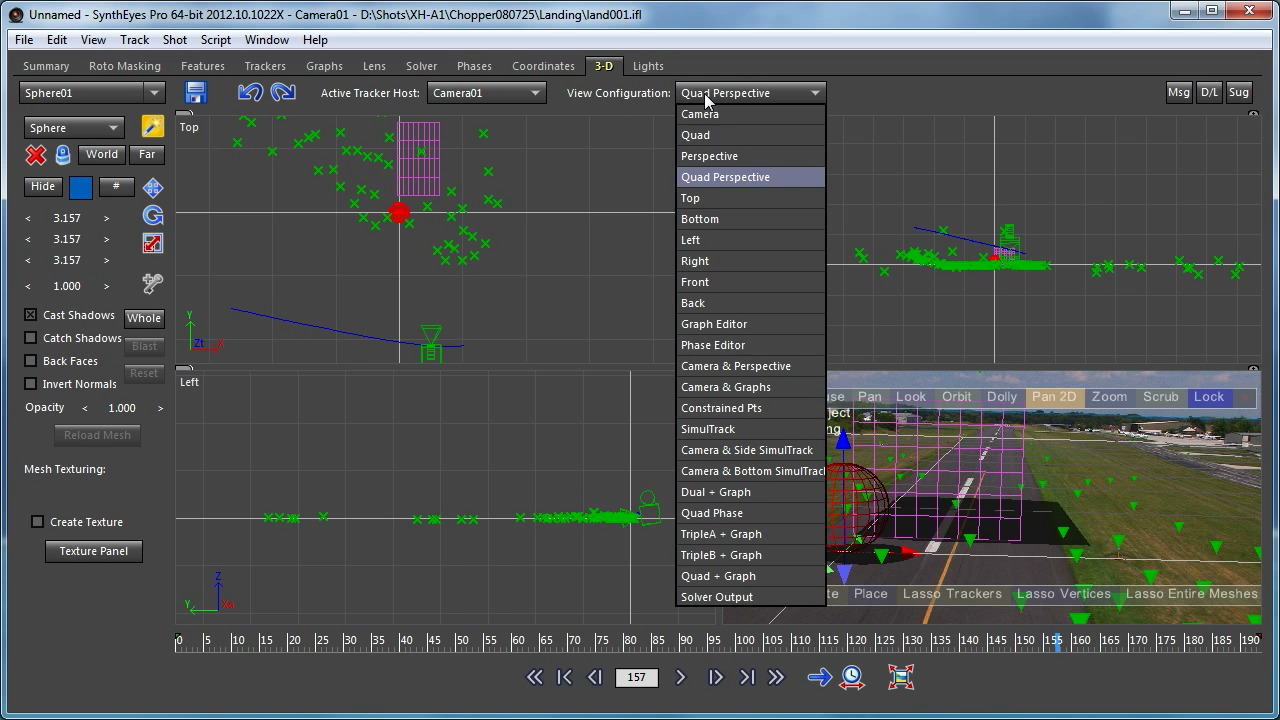 Unnamed - SynthEyes Pro 64-bit 2012.10.1022X - Camera01 - D:\Shots\XH-A1\Chopper080725\Landing\land001.ifl
File Edit View Track Shot Script Window Help
Summary Roto Masking Features Trackers Graphs Lens Solver Phases Coordinates 3-D Lights
Sphere01 Active Tracker Host: Camera01 View Configuration: Quad Perspective Msg D/L Sug
Sphere
World Far
Hide #
< 3.157 >
< 3.157 >
< 3.157 >
< 1.000 >
Cast Shadows Whole
Catch Shadows Blast
Back Faces Reset
Invert Normals
Opacity < 1.000 >
Reload Mesh
Mesh Texturing:
Create Texture
Texture Panel
Top
Y
Zt X
Left
Z
Y Xa
Camera
Quad
Perspective
Quad Perspective
Top
Bottom
Left
Right
Front
Back
Graph Editor
Phase Editor
Camera & Perspective
Camera & Graphs
Constrained Pts
SimulTrack
Camera & Side SimulTrack
Camera & Bottom SimulTrac
Dual + Graph
Quad Phase
TripleA + Graph
TripleB + Graph
Quad + Graph
Solver Output
use Pan Look Orbit Dolly Pan 2D Zoom Scrub Lock
ject
ng
te Place Lasso Trackers Lasso Vertices Lasso Entire Meshes
0 5 10 15 20 25 30 35 40 45 50 55 60 65 70 75 80 85 90 95 100 105 110 115 120 125 130 135 140 145 150 155 160 165 170 175 180 185 190
157